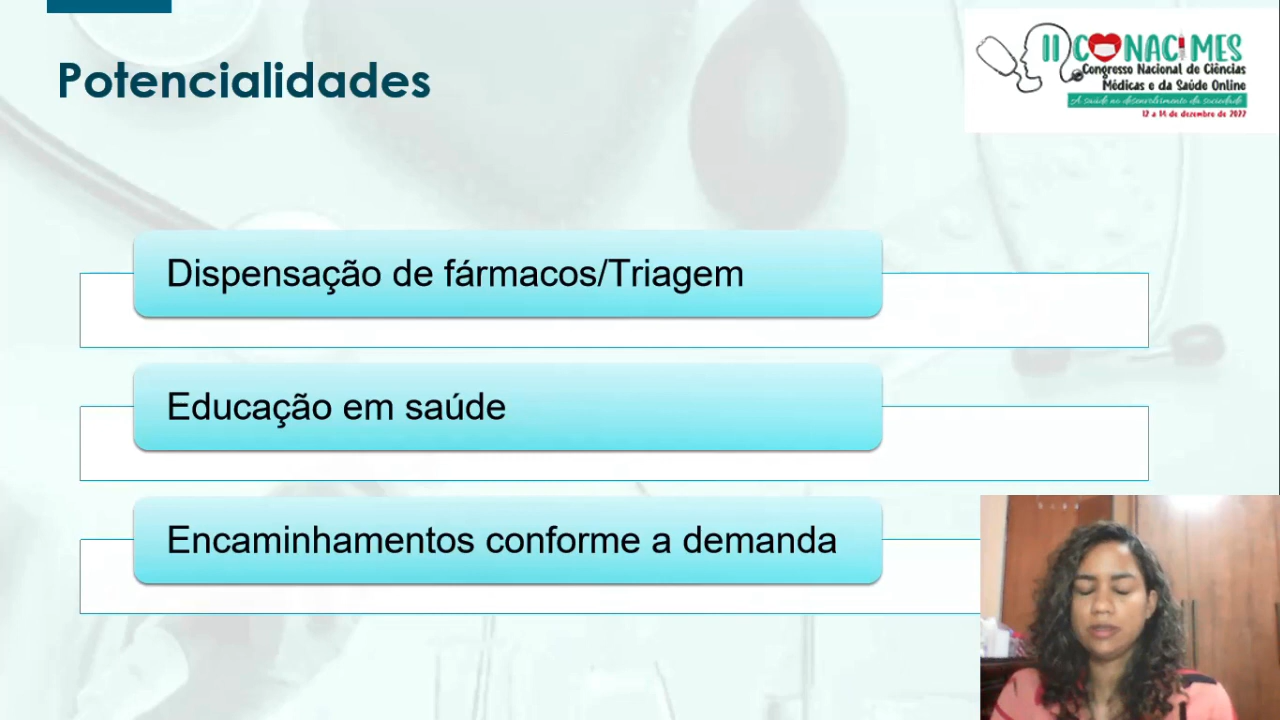 Potencialidades
II CONACIMES
Congresso Nacional de Ciências
Médicas e da Saúde Online
A saúde no desenvolvimento da sociedade
12 a 14 de dezembro de 2022
Dispensação de fármacos/Triagem
Educação em saúde
Encaminhamentos conforme a demanda